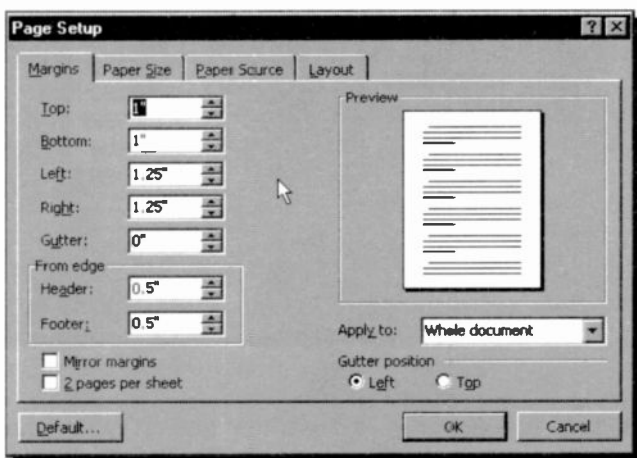 Page Setup
Margins Paper Size Paper Source Layout
Top: 1"
Bottom: 1"
Left: 1.25"
Right: 1.25"
Gutter: 0"
From edge
Header: 0.5"
Footer: 0.5"
Mirror margins
2 pages per sheet
Preview
Apply to: Whole document
Gutter position
Left Top
Default... OK Cancel